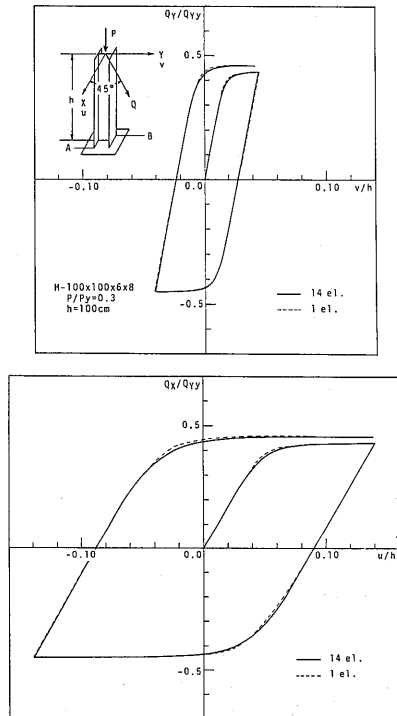 Qy/Qyy
0.5
P
Y
v
h
45°
X
u
Q
A
B
-0.10
0.0
0.10
v/h
H-100x100x6x8
P/Py=0.3
h=100cm
-0.5
14 el.
1 el.
Qx/Qyy
0.5
-0.10
0.0
0.10
u/h
-0.5
14 el.
1 el.